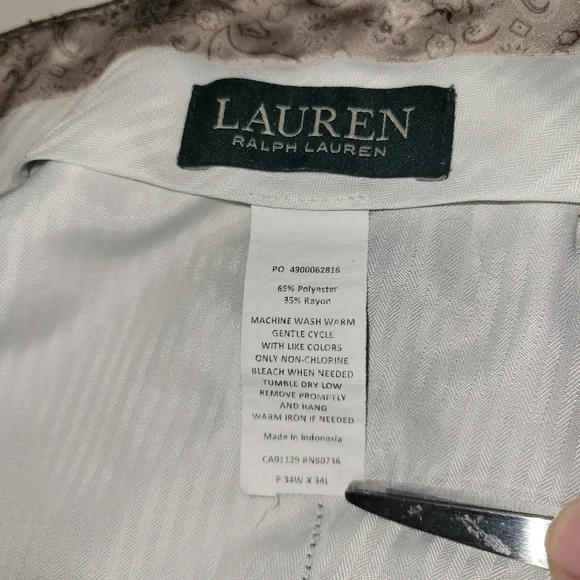 LAUREN
RALPH LAUREN
PO 4900062816
65% Polyester
35% Rayon
MACHINE WASH WARM
GENTLE CYCLE
WITH LIKE COLORS
ONLY NON-CHLORINE
BLEACH WHEN NEEDED
TUMBLE DRY LOW
REMOVE PROMPTLY
AND HANG
WARM IRON IF NEEDED
Made in Indonesia
CA01129 RN90736
P 34W X 34L